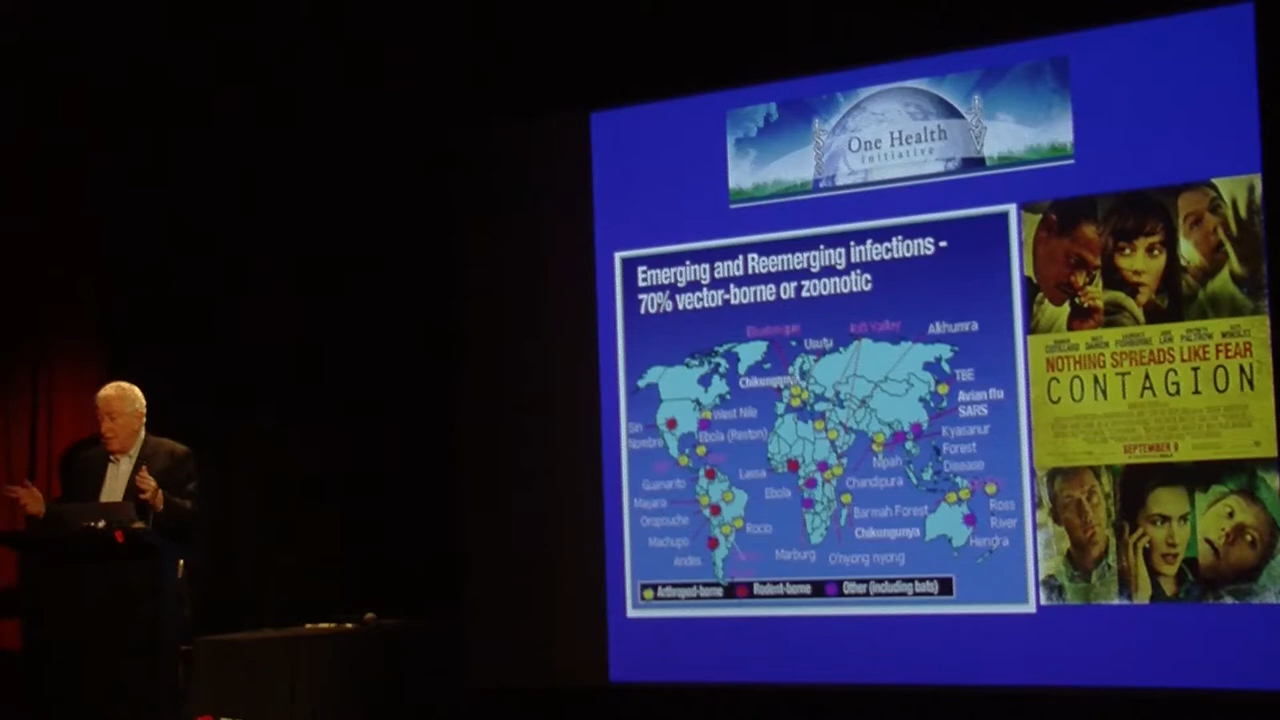 One Health
Initiative
Emerging and Reemerging infections -
70% vector-borne or zoonotic
Rift Valley
Alkhumra
Usutu
Chikungunya
TBE
Avian flu
SARS
West Nile
Sin
Nombre
Ebola (Reston)
Kyasanur
Forest
Disease
Lassa
Nipah
Guanarito
Ebola
Chandipura
Oropouche
Barmah Forest
Ross
River
Rocio
Chikungunya
Machupo
Hendra
Andes
Marburg
O'nyong nyong
Arthropod-borne
Rodent-borne
Other (including bats)
NOTHING SPREADS LIKE FEAR
CONTAGION
SEPTEMBER 9